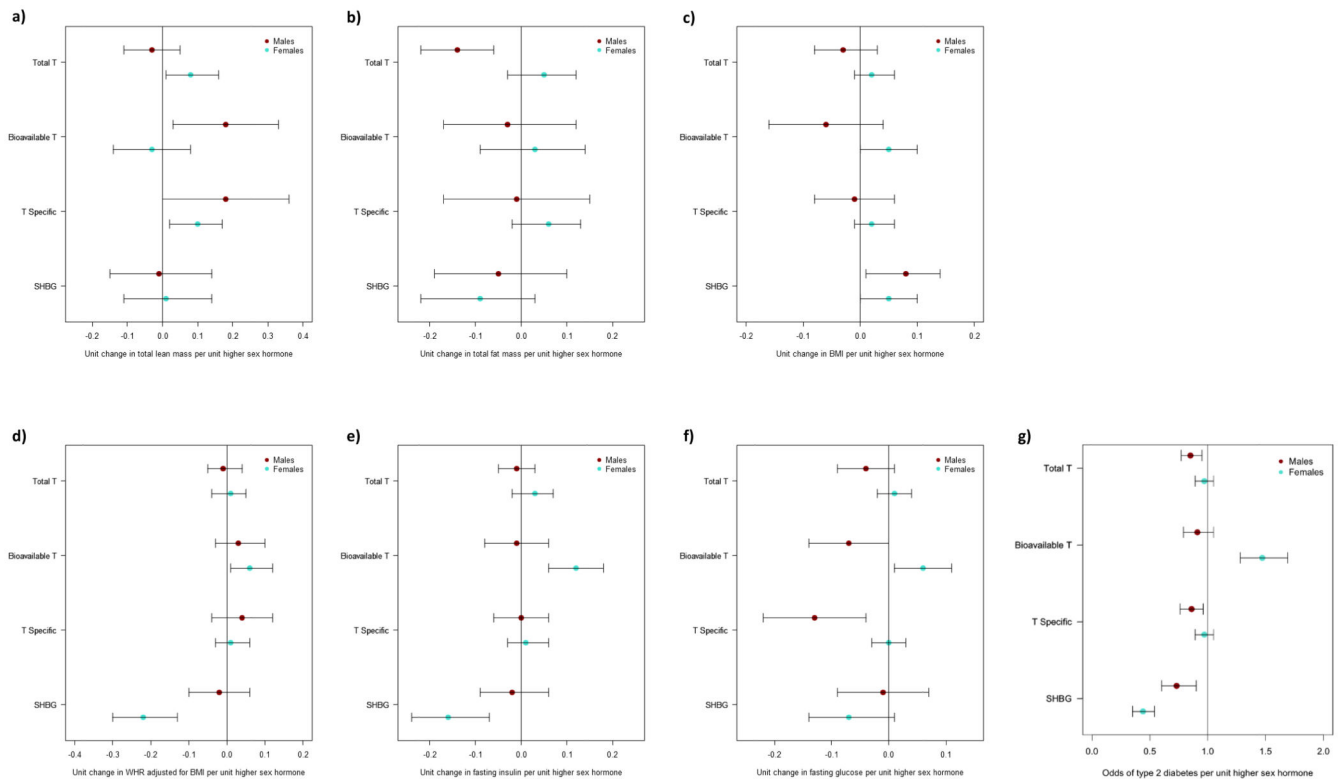 a)
Males
Females
Total T
Bioavailable T
T Specific
SHBG
-0.2 -0.1 0.0 0.1 0.2 0.3 0.4
Unit change in total lean mass per unit higher sex hormone
b)
Males
Females
Total T
Bioavailable T
T Specific
SHBG
-0.2 -0.1 0.0 0.1 0.2
Unit change in total fat mass per unit higher sex hormone
c)
Males
Females
Total T
Bioavailable T
T Specific
SHBG
-0.2 -0.1 0.0 0.1 0.2
Unit change in BMI per unit higher sex hormone
d)
Males
Females
Total T
Bioavailable T
T Specific
SHBG
-0.4 -0.3 -0.2 -0.1 0.0 0.1 0.2
Unit change in WHR adjusted for BMI per unit higher sex hormone
e)
Males
Females
Total T
Bioavailable T
T Specific
SHBG
-0.2 -0.1 0.0 0.1 0.2
Unit change in fasting insulin per unit higher sex hormone
f)
Males
Females
Total T
Bioavailable T
T Specific
SHBG
-0.2 -0.1 0.0 0.1
Unit change in fasting glucose per unit higher sex hormone
g)
Males
Females
Total T
Bioavailable T
T Specific
SHBG
0.0 0.5 1.0 1.5 2.0
Odds of type 2 diabetes per unit higher sex hormone